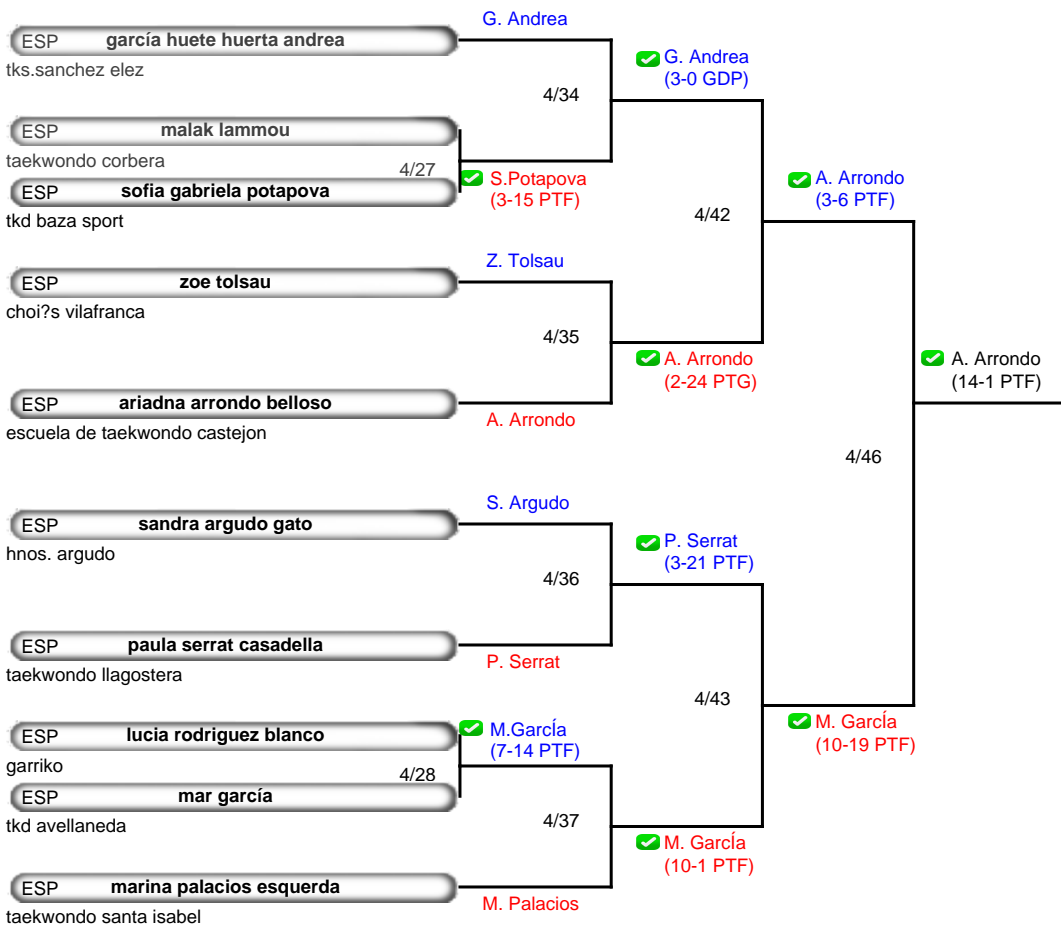 G. Andrea
ESP garcía huete huerta andrea
tks.sanchez elez
G. Andrea
(3-0 GDP)
4/34
ESP malak lammou
taekwondo corbera
4/27
S.Potapova
(3-15 PTF)
ESP sofia gabriela potapova
tkd baza sport
A. Arrondo
(3-6 PTF)
4/42
Z. Tolsau
ESP zoe tolsau
choi?s vilafranca
4/35
A. Arrondo
(2-24 PTG)
A. Arrondo
(14-1 PTF)
ESP ariadna arrondo belloso
escuela de taekwondo castejon
A. Arrondo
4/46
S. Argudo
ESP sandra argudo gato
hnos. argudo
P. Serrat
(3-21 PTF)
4/36
ESP paula serrat casadella
taekwondo llagostera
P. Serrat
4/43
M. GarcÍa
(10-19 PTF)
ESP lucia rodriguez blanco
garriko
M.GarcÍa
(7-14 PTF)
4/28
ESP mar garcía
tkd avellaneda
4/37
M. GarcÍa
(10-1 PTF)
ESP marina palacios esquerda
taekwondo santa isabel
M. Palacios